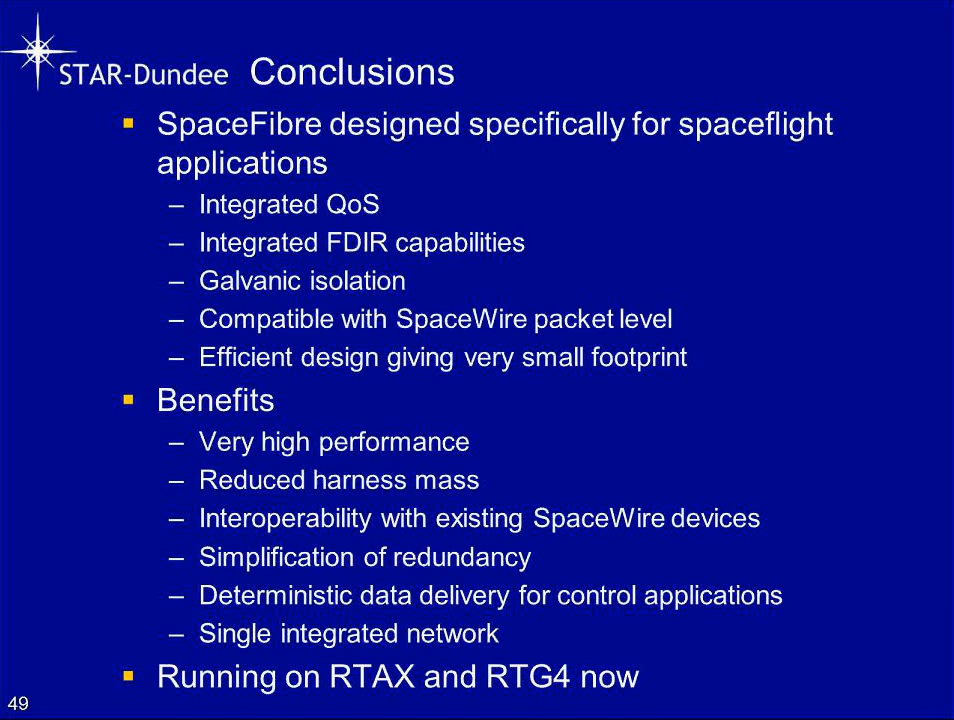 STAR-Dundee Conclusions
▪ SpaceFibre designed specifically for spaceflight
applications
– Integrated QoS
– Integrated FDIR capabilities
– Galvanic isolation
– Compatible with SpaceWire packet level
– Efficient design giving very small footprint
▪ Benefits
– Very high performance
– Reduced harness mass
– Interoperability with existing SpaceWire devices
– Simplification of redundancy
– Deterministic data delivery for control applications
– Single integrated network
▪ Running on RTAX and RTG4 now
49